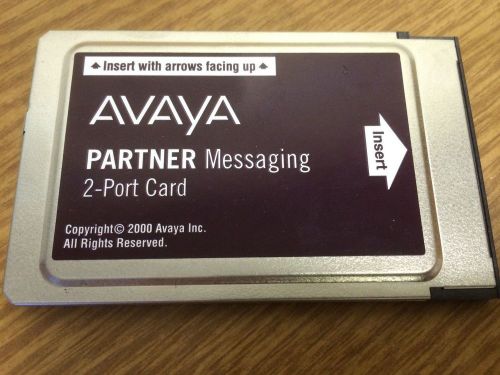 Insert with arrows facing up
AVAYA
Insert
PARTNER Messaging
2-Port Card
Copyright© 2000 Avaya Inc.
All Rights Reserved.